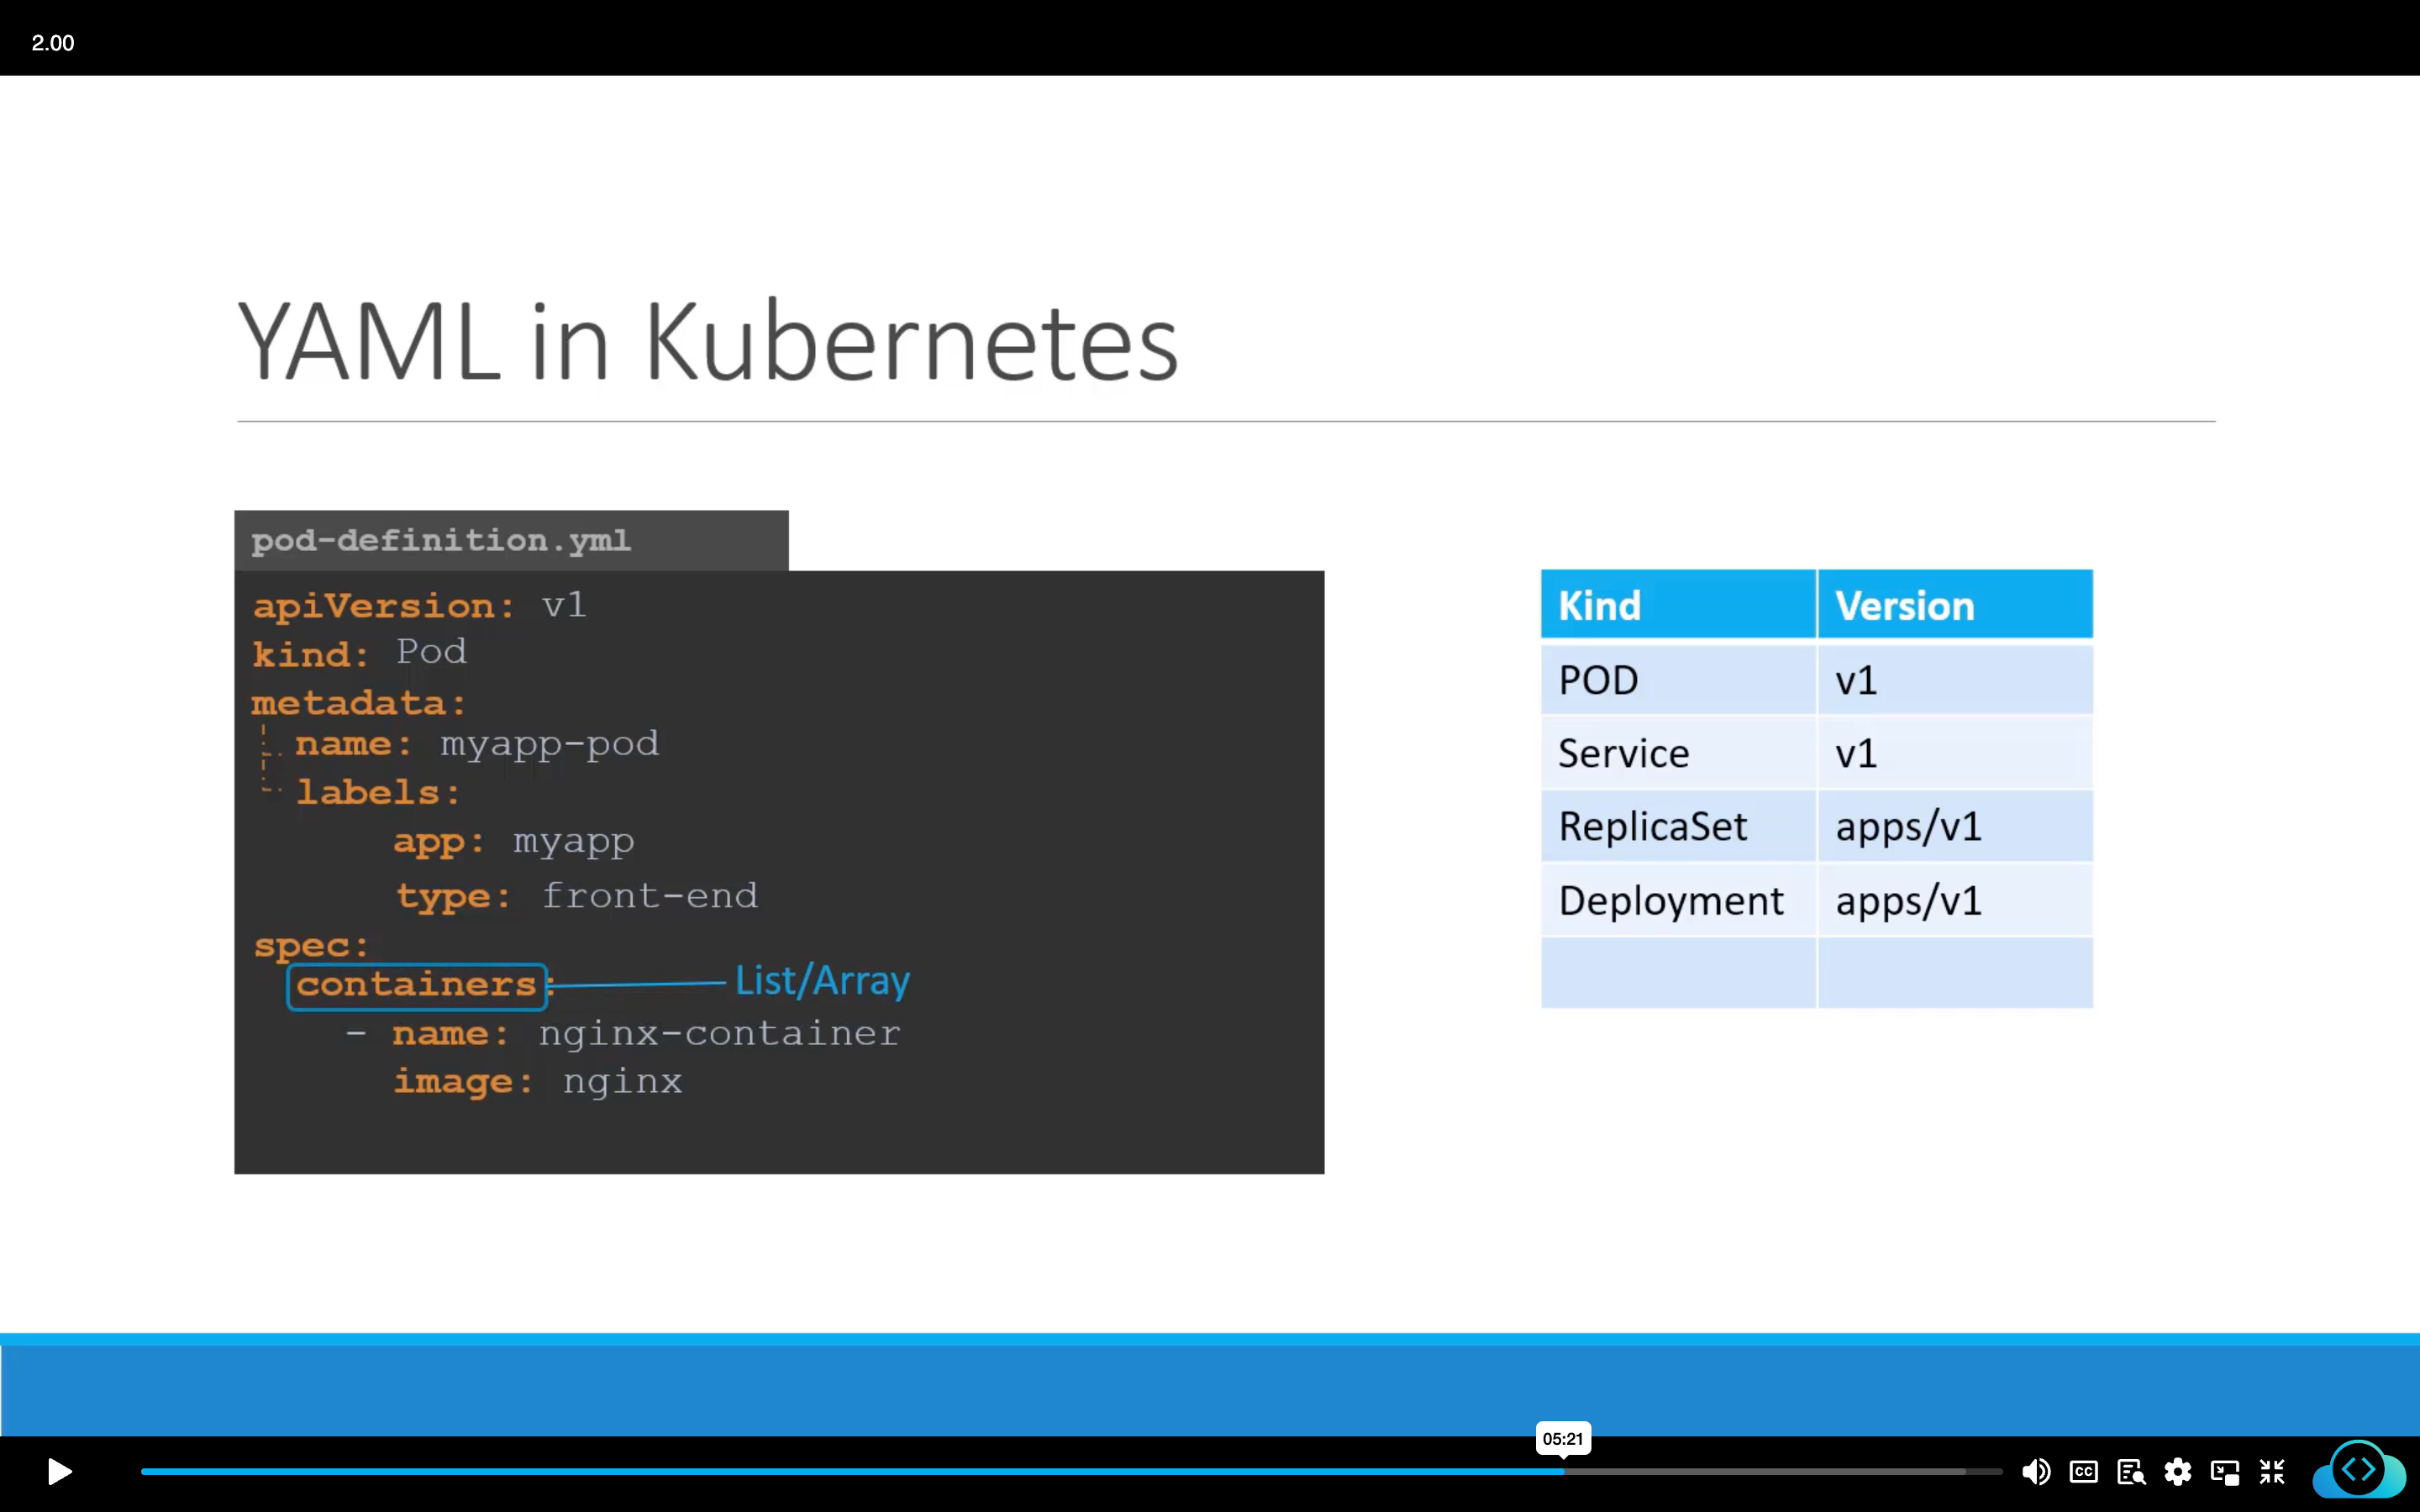 2.00
YAML in Kubernetes
pod-definition.yml
apiVersion: v1
kind: Pod
metadata:
name: myapp-pod
labels:
app: myapp
type: front-end
spec:
containers:
List/Array
- name: nginx-container
image: nginx
Kind Version
POD v1
Service v1
ReplicaSet apps/v1
Deployment apps/v1
05:21
CC